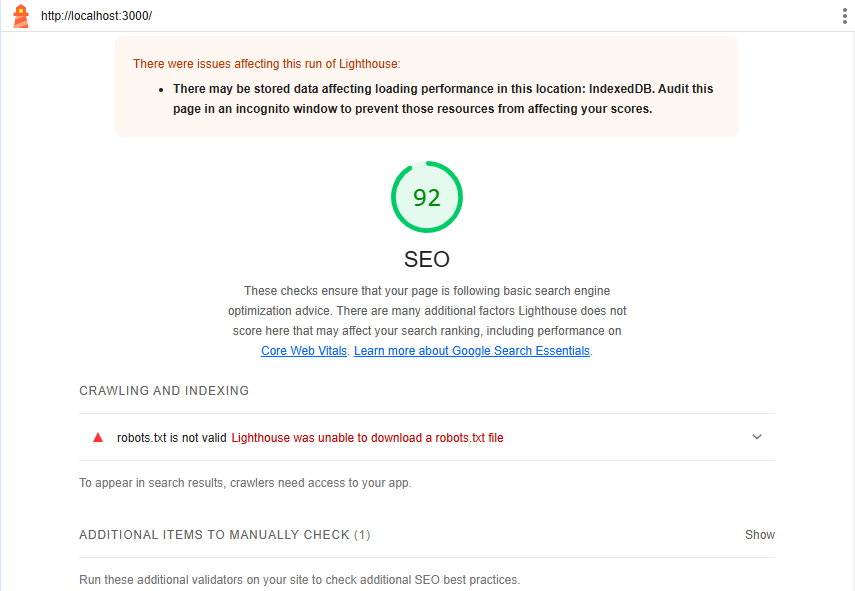 http://localhost:3000/
There were issues affecting this run of Lighthouse:
• There may be stored data affecting loading performance in this location: IndexedDB. Audit this
page in an incognito window to prevent those resources from affecting your scores.
92
SEO
These checks ensure that your page is following basic search engine
optimization advice. There are many additional factors Lighthouse does not
score here that may affect your search ranking, including performance on
Core Web Vitals. Learn more about Google Search Essentials.
CRAWLING AND INDEXING
robots.txt is not valid Lighthouse was unable to download a robots.txt file
To appear in search results, crawlers need access to your app.
ADDITIONAL ITEMS TO MANUALLY CHECK (1) Show
Run these additional validators on your site to check additional SEO best practices.